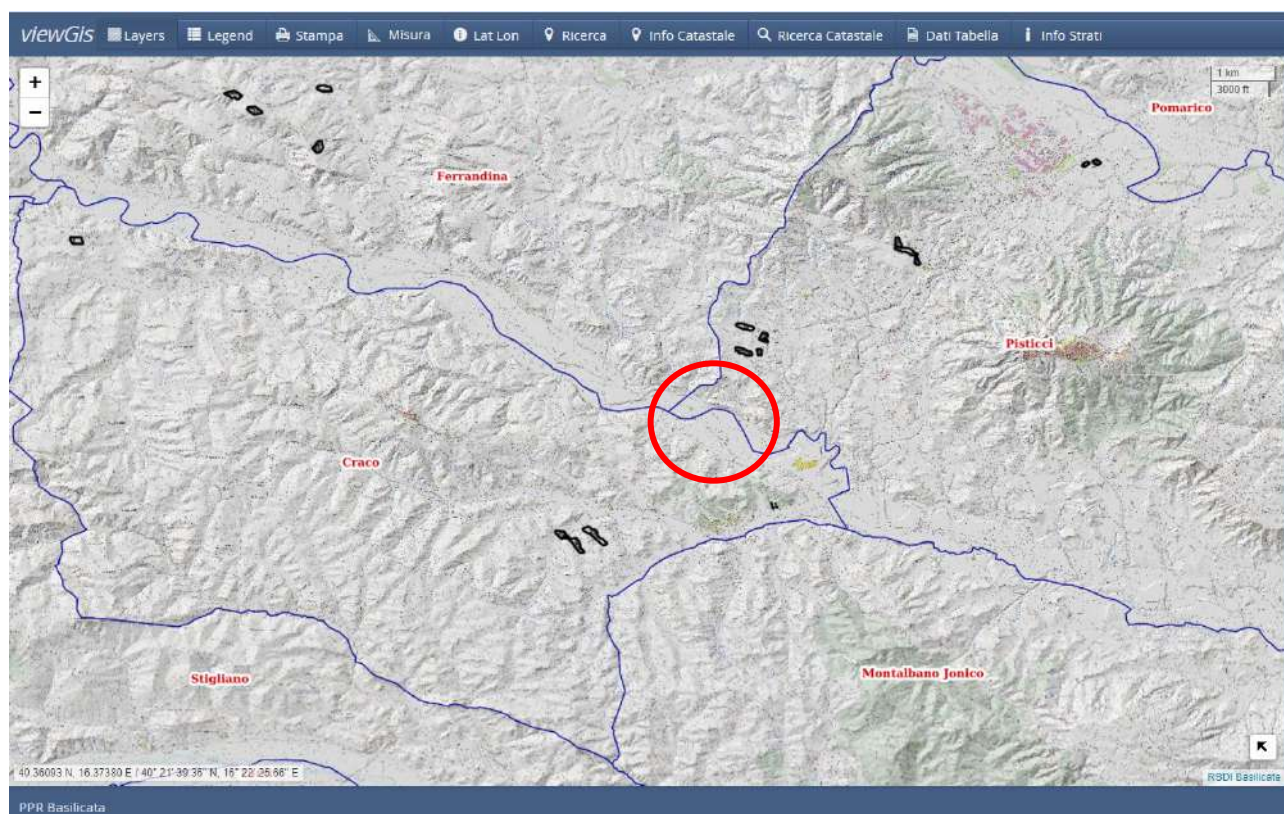 viewGis Layers Legend Stampa Misura Lat Lon Ricerca Info Catastale Ricerca Catastale Dati Tabella Info Strati
+
−
1 km
3000 ft
Pomarico
Ferrandina
Pisticci
Craco
Stigliano
Montalbano Jonico
40.36093 N, 16.37380 E / 40° 21' 39.36" N, 16° 22' 25.66" E
RSDI Basilicata
PPR Basilicata